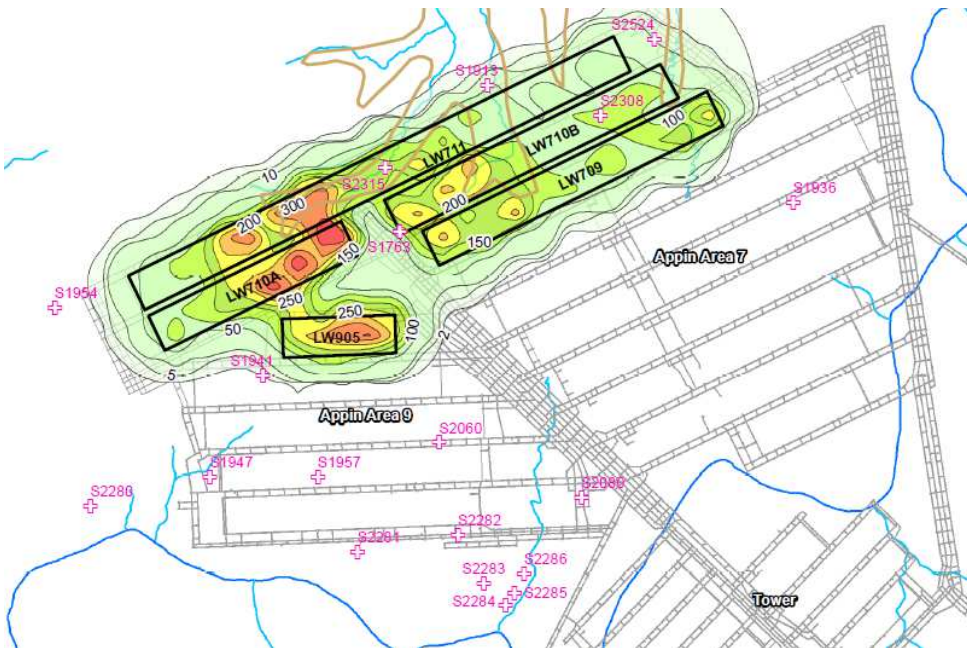 S2524
S1913
S2308
100
LW710B
LW711
10
S2315
LW709
300
200
200
S1936
S1763
150
150
Appin Area 7
LW710A
250
S1954
250
50
LW905
100
2
S1941
5
Appin Area 9
S2060
S1947
S1957
S2280
S2282
S2281
S2286
S2283
S2285
S2284
Tower